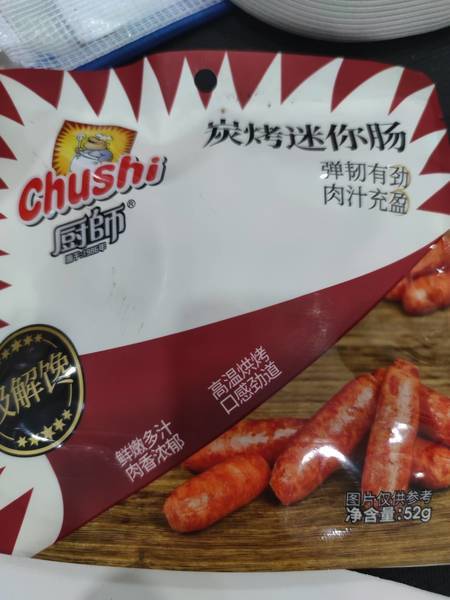 Chushi
厨師®
炭烤迷你肠
弹韧有劲
肉汁充盈
解馋
高温烘烤
口感劲道
鲜嫩多汁
肉香浓郁
图片仅供参考
净含量:52g